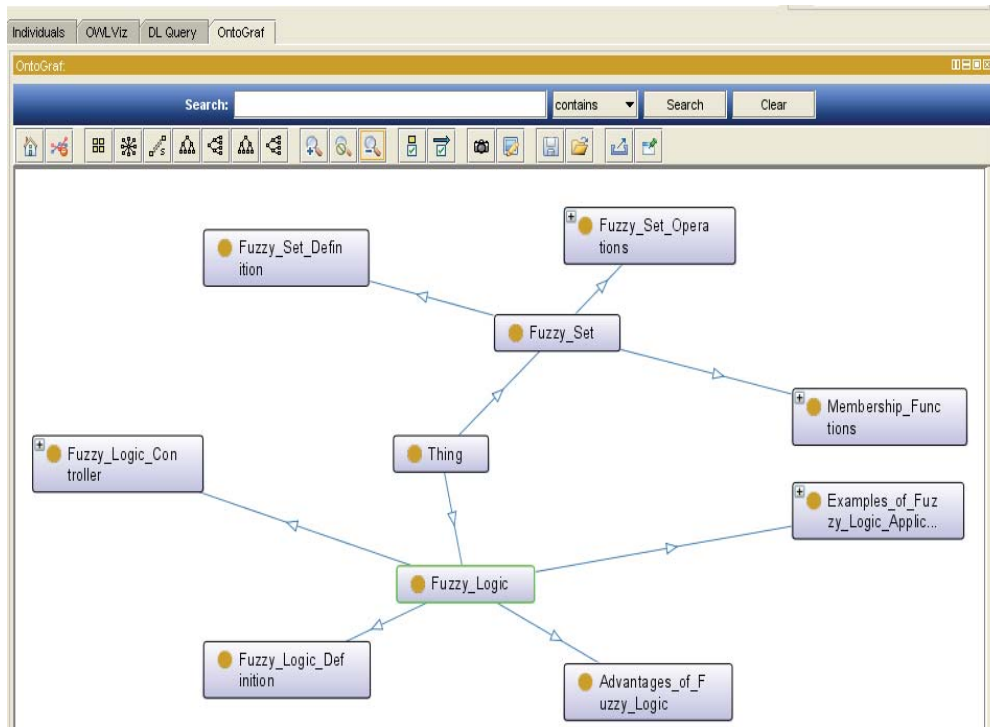 Individuals
OWLViz
DL Query
OntoGraf
OntoGraf:
Search:
contains
Search
Clear
Fuzzy_Set_Defin
ition
Fuzzy_Set_Opera
tions
Fuzzy_Set
Membership_Func
tions
Fuzzy_Logic_Con
troller
Thing
Examples_of_Fuz
zy_Logic_Applic...
Fuzzy_Logic
Fuzzy_Logic_Def
inition
Advantages_of_F
uzzy_Logic